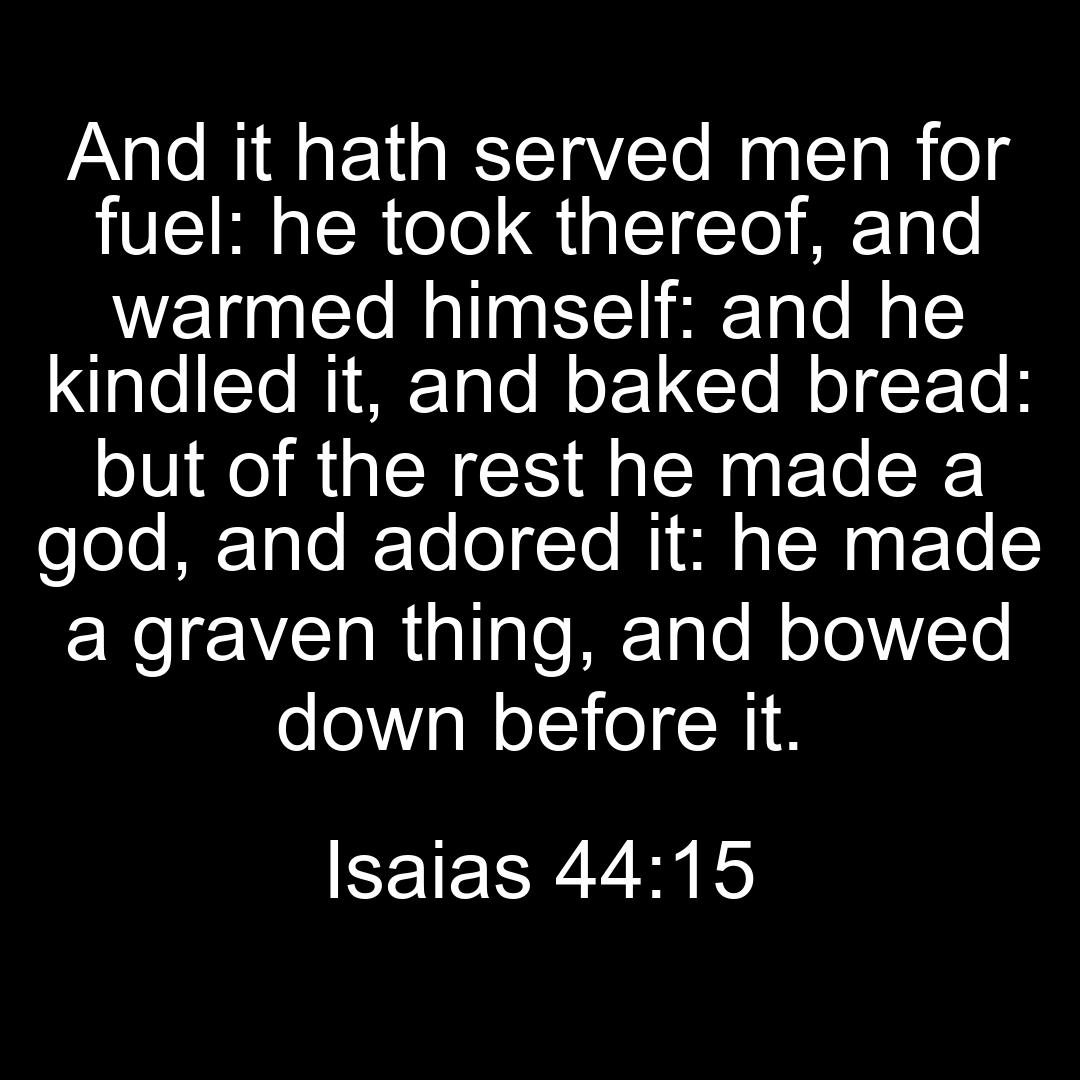 And it hath served men for
fuel: he took thereof, and
warmed himself: and he
kindled it, and baked bread:
but of the rest he made a
god, and adored it: he made
a graven thing, and bowed
down before it.
Isaias 44:15